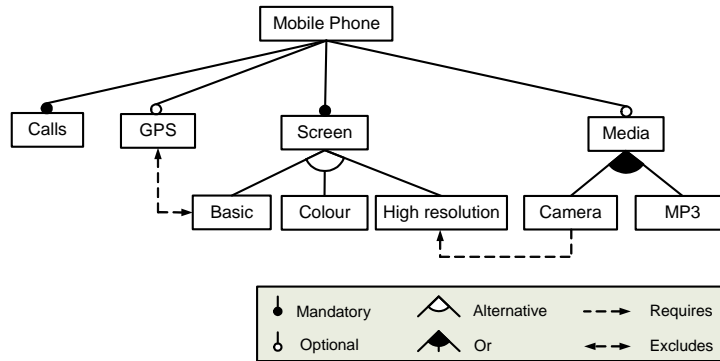 Mobile Phone
Calls GPS Screen Media
Basic Colour High resolution Camera MP3
Mandatory Alternative Requires
Optional Or Excludes